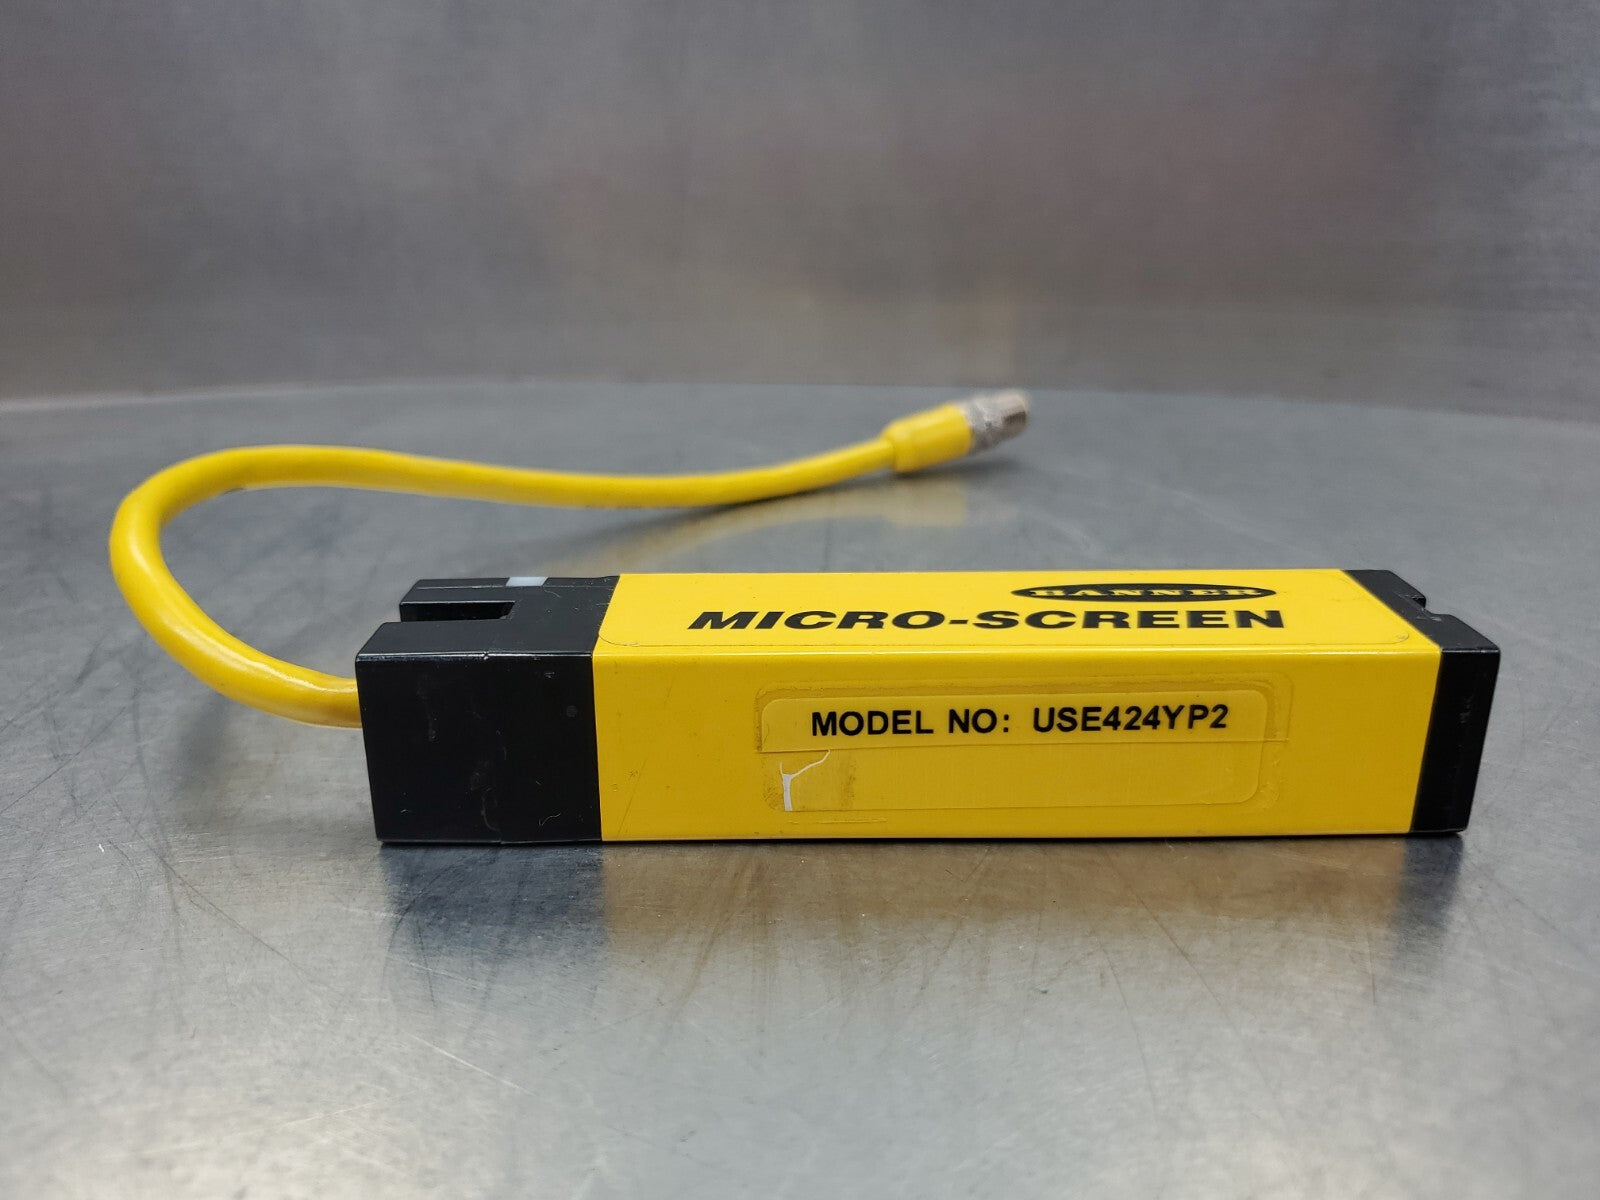 BANNER
MICRO-SCREEN
MODEL NO: USE424YP2